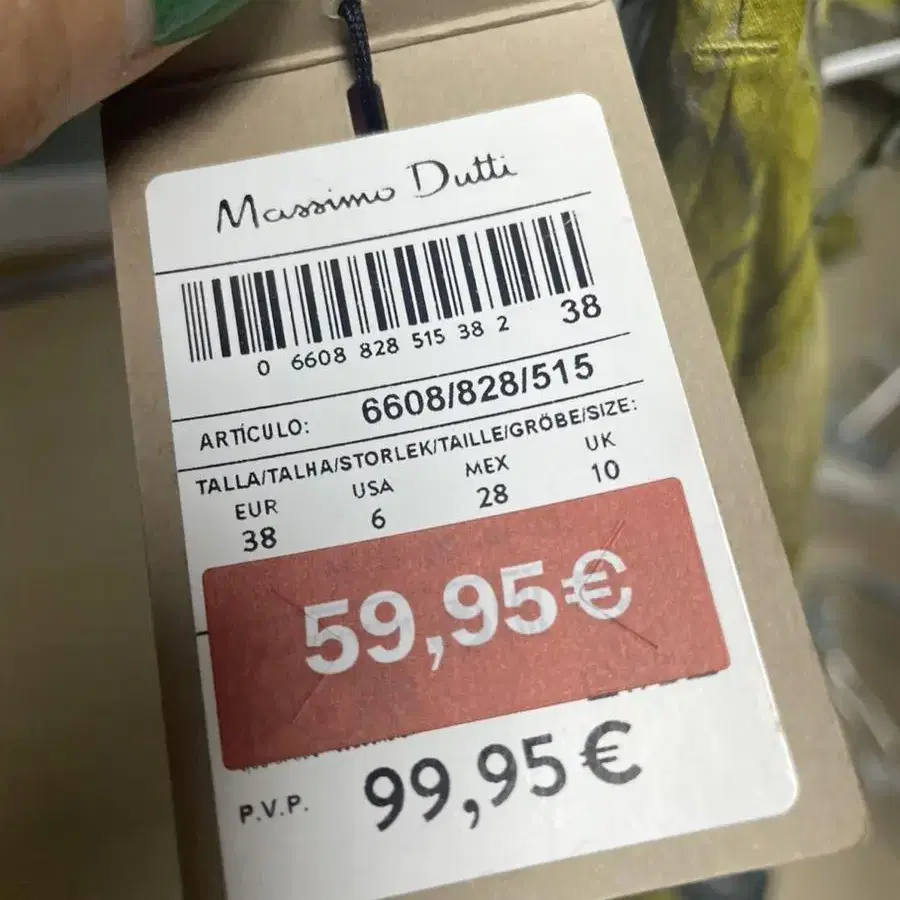 Massimo Dutti
0 6608 828 515 38 2 38
ARTÍCULO: 6608/828/515
TALLA/TALHA/STORLEK/TAILLE/GRÖBE/SIZE:
EUR USA MEX UK
38 6 28 10
59,95€
P.V.P. 99,95€